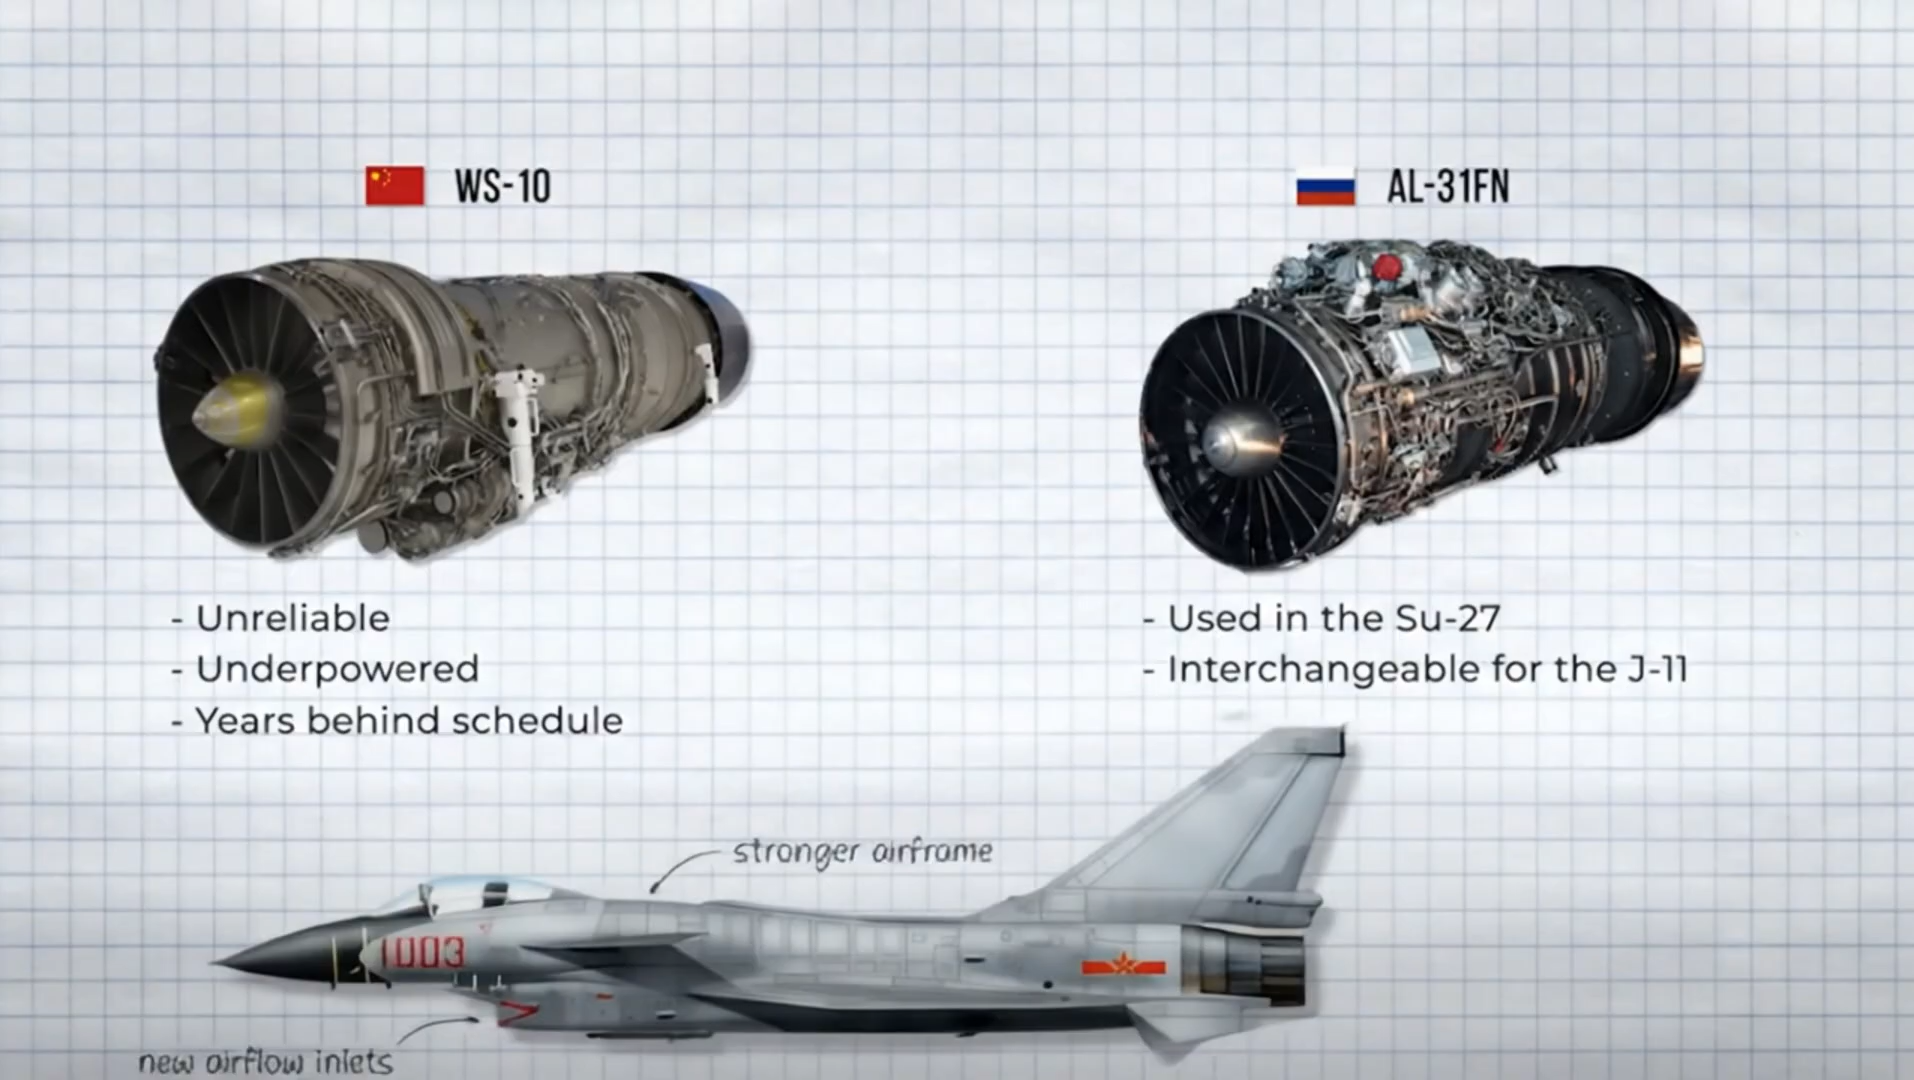 WS-10
AL-31FN
- Unreliable
- Underpowered
- Years behind schedule
- Used in the Su-27
- Interchangeable for the J-11
stronger airframe
1003
new airflow inlets